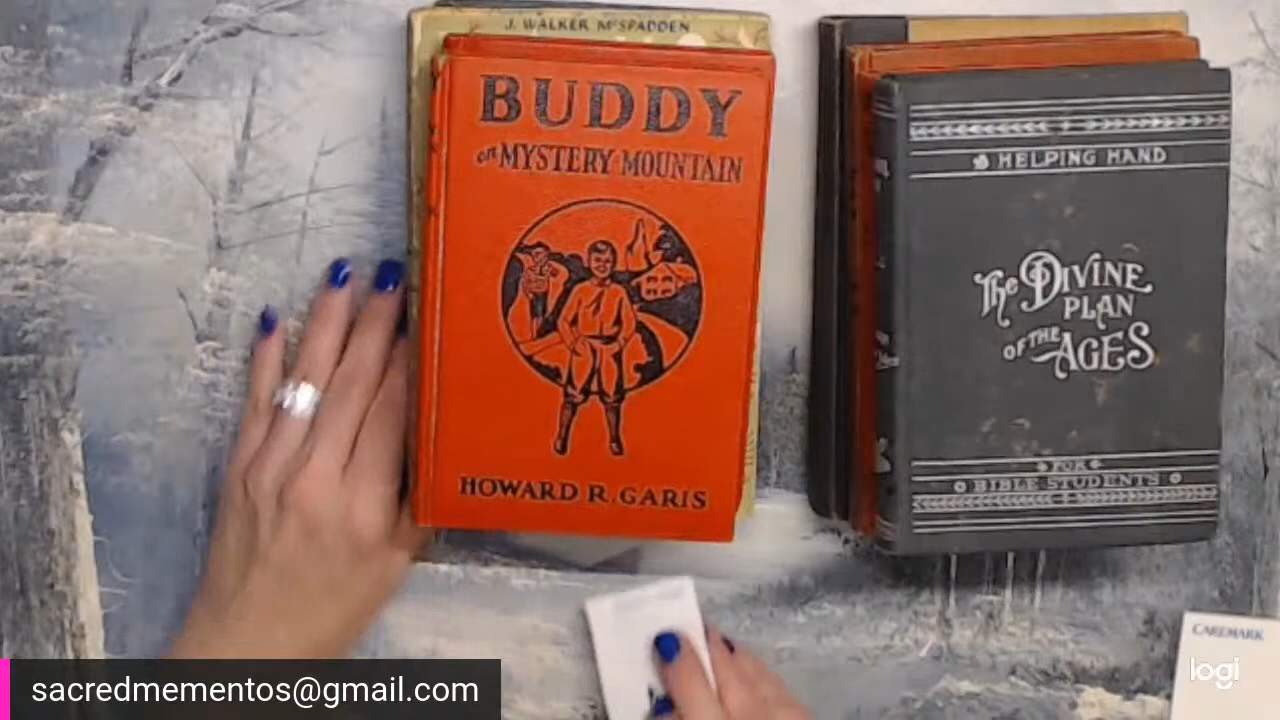 J. WALKER McSPADDEN
BUDDY
on MYSTERY MOUNTAIN
HOWARD R. GARIS
HELPING HAND
The DIVINE
PLAN
OF THE AGES
FOR
BIBLE STUDENTS
CAREMARK
logi
sacredmementos@gmail.com